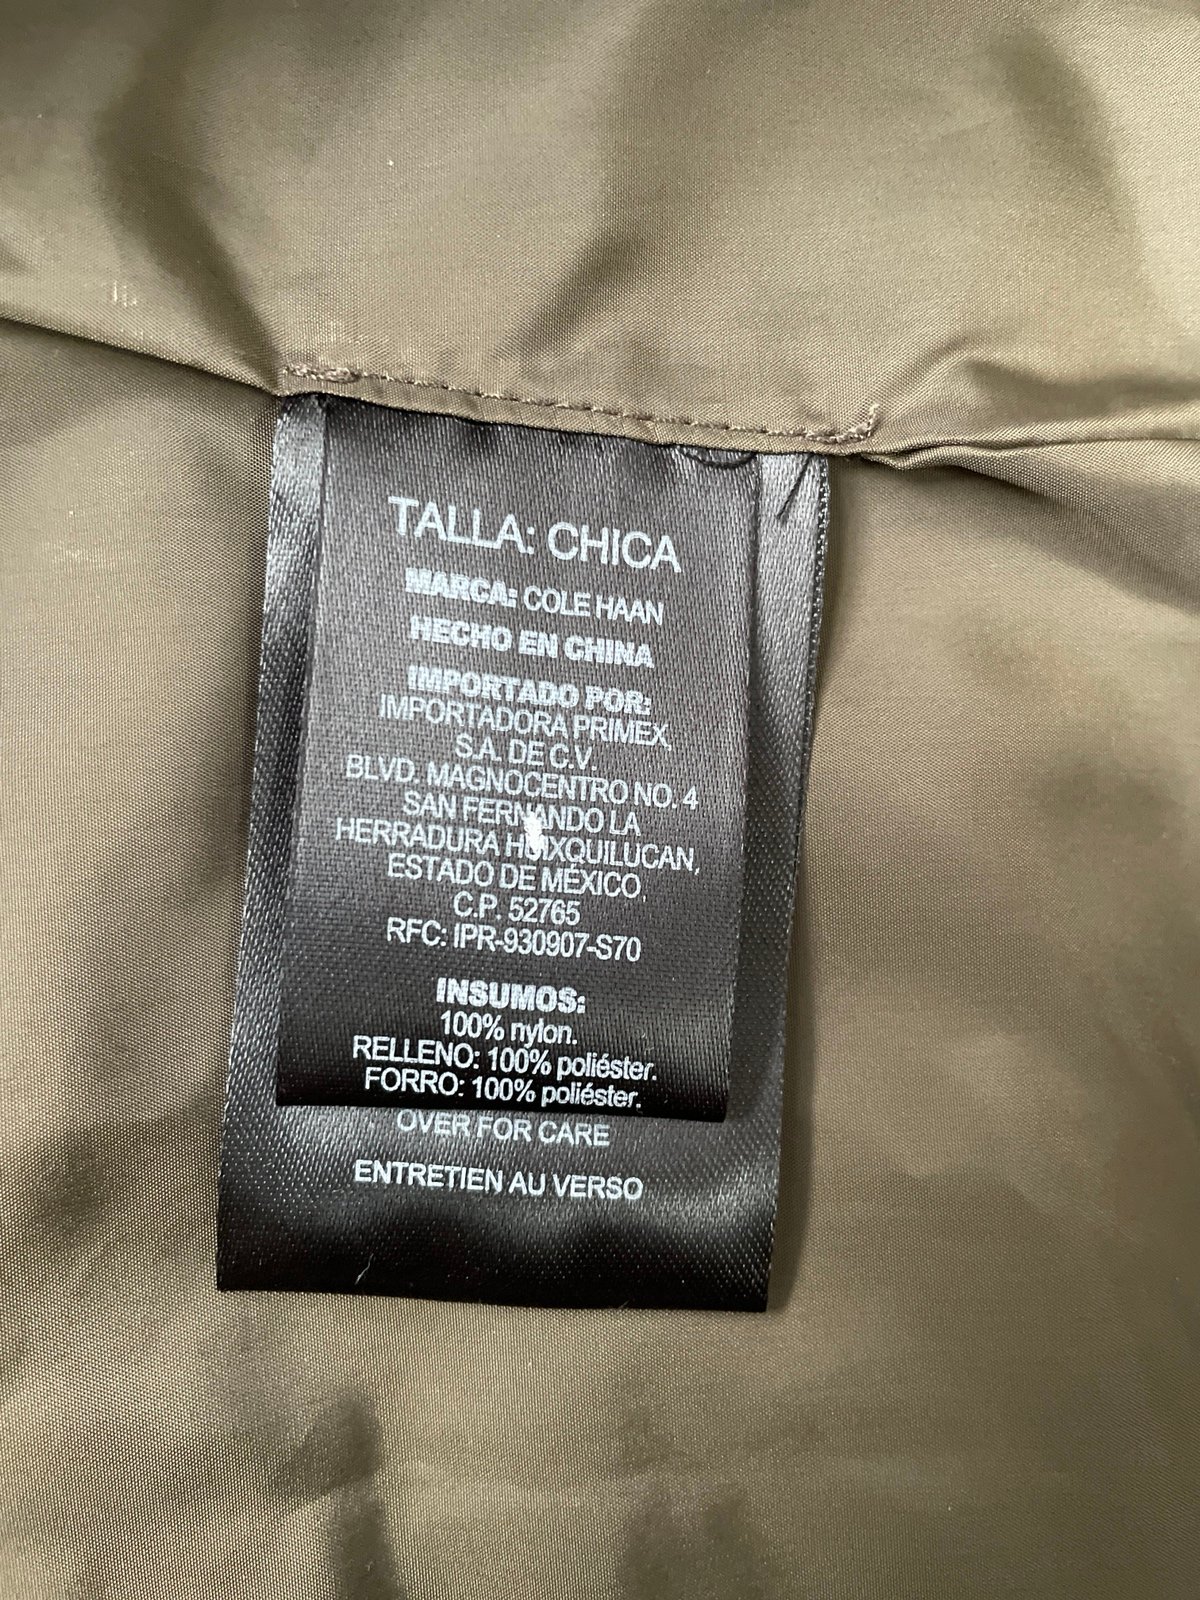 TALLA: CHICA
MARCA: COLE HAAN
HECHO EN CHINA
IMPORTADO POR:
IMPORTADORA PRIMEX,
S.A. DE C.V.
BLVD. MAGNOCENTRO NO. 4
SAN FERNANDO LA
HERRADURA HUIXQUILUCAN,
ESTADO DE MÉXICO,
C.P. 52765
RFC: IPR-930907-S70
INSUMOS:
100% nylon.
RELLENO: 100% poliéster.
FORRO: 100% poliéster.
OVER FOR CARE
ENTRETIEN AU VERSO